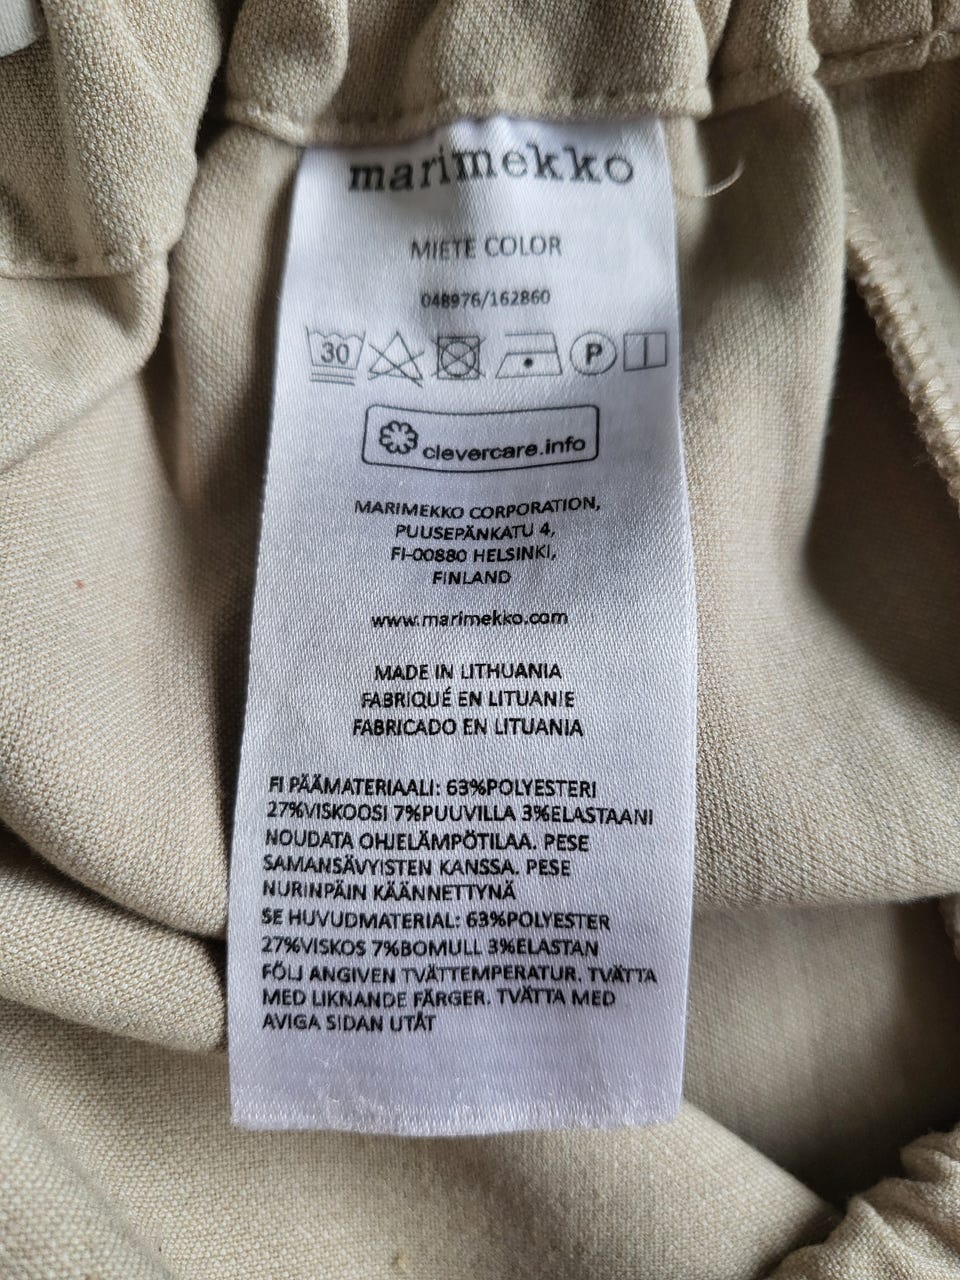 marimekko
MIETE COLOR
048976/162860
30 P
clevercare.info
MARIMEKKO CORPORATION,
PUUSEPÄNKATU 4,
FI-00880 HELSINKI,
FINLAND
www.marimekko.com
MADE IN LITHUANIA
FABRIQUÉ EN LITUANIE
FABRICADO EN LITUANIA
FI PÄÄMATERIAALI: 63%POLYESTERI
27%VISKOOSI 7%PUUVILLA 3%ELASTAANI
NOUDATA OHJELÄMPÖTILAA. PESE
SAMANSÄVYISTEN KANSSA. PESE
NURINPÄIN KÄÄNNETTYNÄ
SE HUVUDMATERIAL: 63%POLYESTER
27%VISKOS 7%BOMULL 3%ELASTAN
FÖLJ ANGIVEN TVÄTTEMPERATUR. TVÄTTA
MED LIKNANDE FÄRGER. TVÄTTA MED
AVIGA SIDAN UTÅT